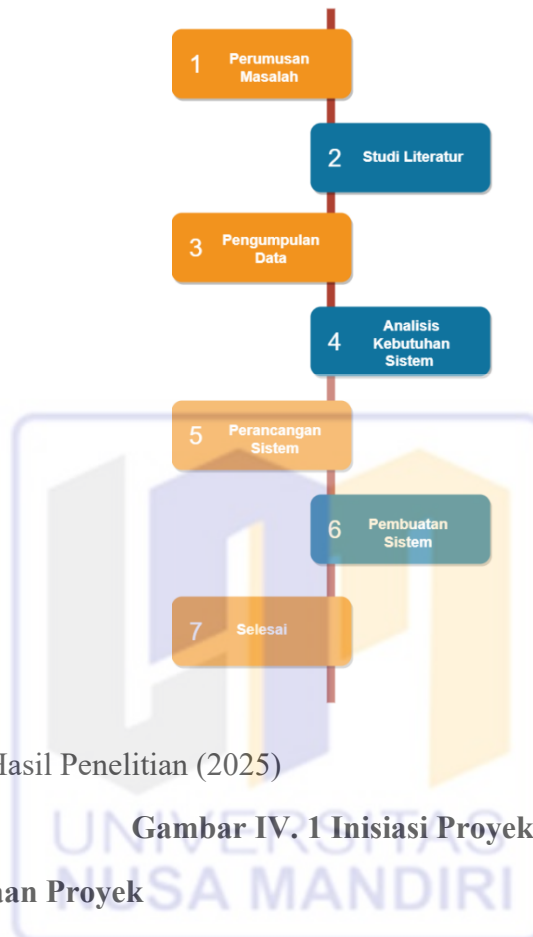 1 Perumusan
Masalah
2 Studi Literatur
3 Pengumpulan
Data
4 Analisis
Kebutuhan
Sistem
5 Perancangan
Sistem
6 Pembuatan
Sistem
7 Selesai
Hasil Penelitian (2025)
Gambar IV. 1 Inisiasi Proyek
aan Proyek
UNIVERSITAS
NUSA MANDIRI